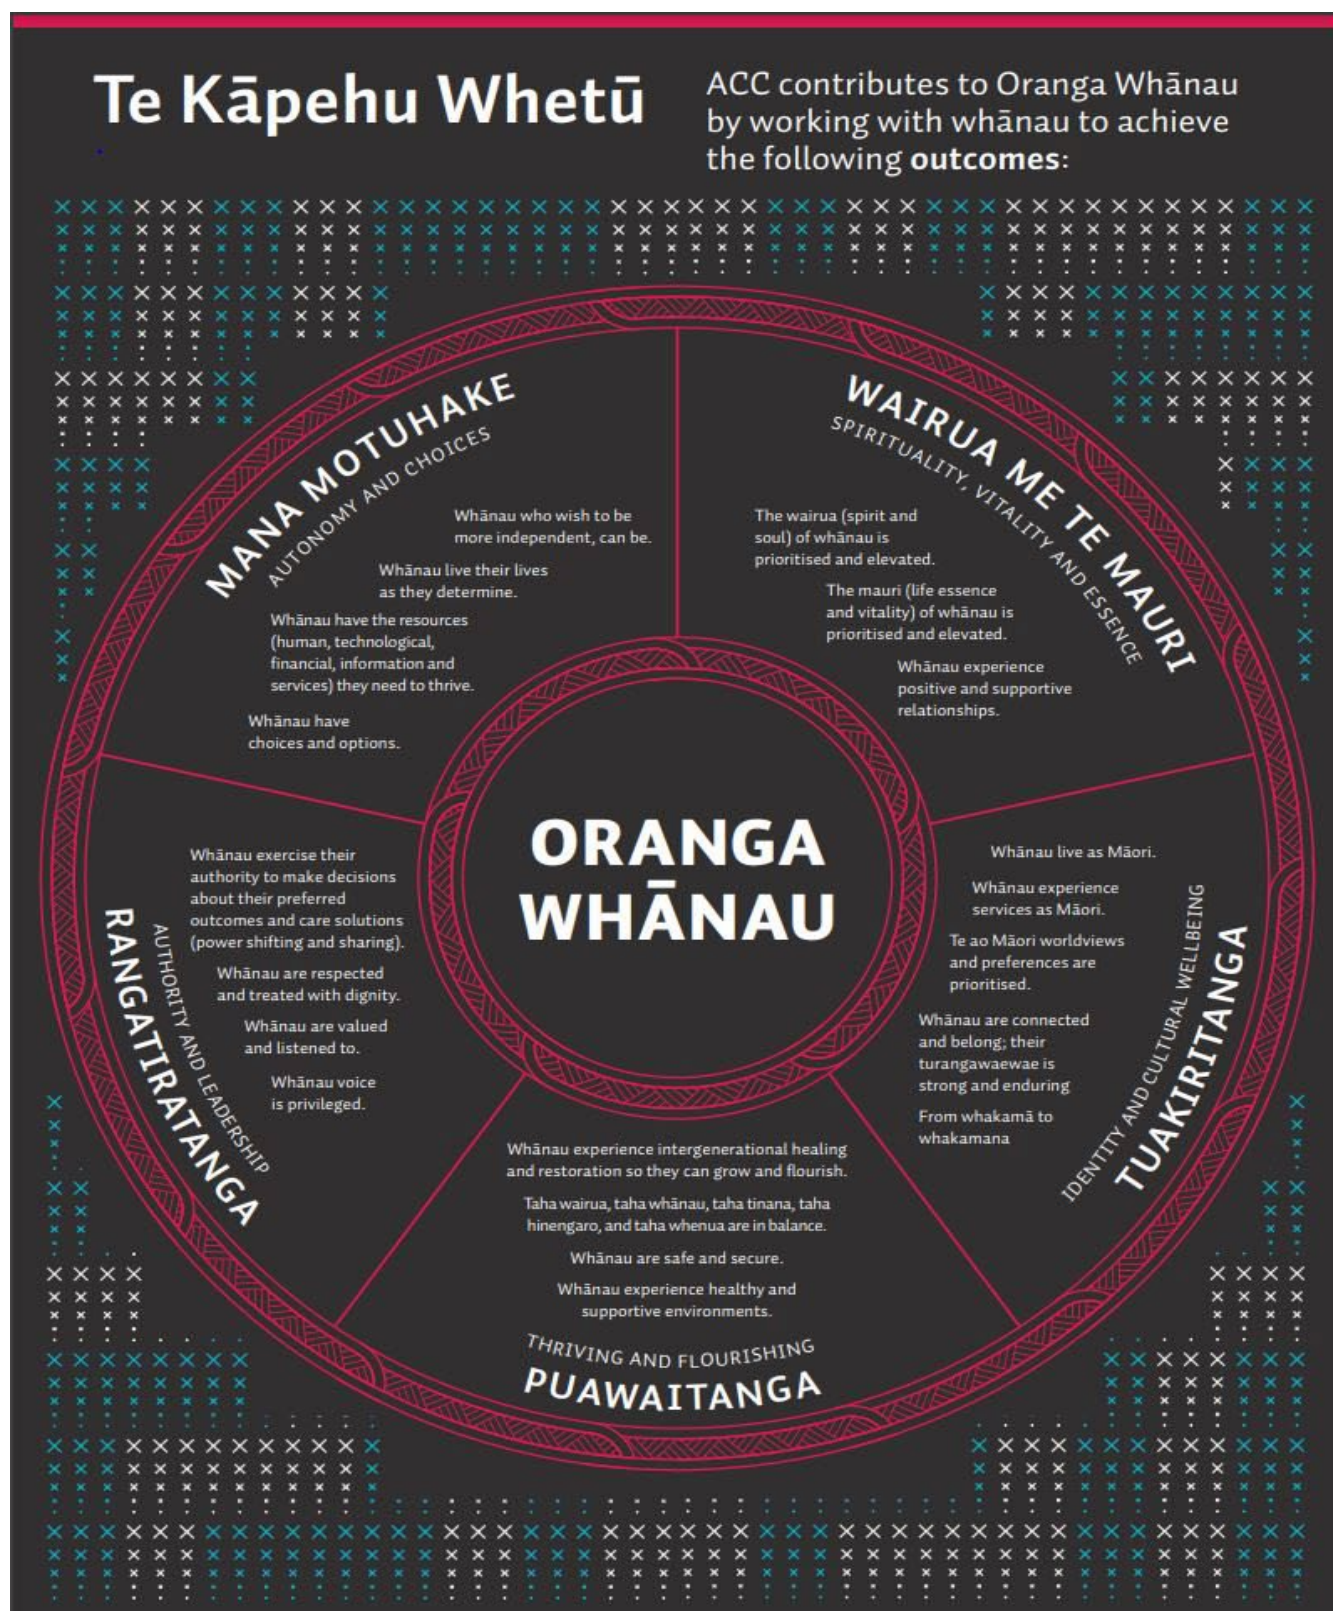 Te Kāpehu Whetū
ACC contributes to Oranga Whānau
by working with whānau to achieve
the following outcomes:
MANA MOTUHAKE
AUTONOMY AND CHOICES
Whānau who wish to be
more independent, can be.
Whānau live their lives
as they determine.
Whānau have the resources
(human, technological,
financial, information and
services) they need to thrive.
Whānau have
choices and options.
WAIRUA ME TE MAURI
SPIRITUALITY, VITALITY AND ESSENCE
The wairua (spirit and
soul) of whānau is
prioritised and elevated.
The mauri (life essence
and vitality) of whānau is
prioritised and elevated.
Whānau experience
positive and supportive
relationships.
ORANGA
WHĀNAU
RANGATIRATANGA
AUTHORITY AND LEADERSHIP
Whānau exercise their
authority to make decisions
about their preferred
outcomes and care solutions
(power shifting and sharing).
Whānau are respected
and treated with dignity.
Whānau are valued
and listened to.
Whānau voice
is privileged.
Whānau live as Māori.
Whānau experience
services as Māori.
Te ao Māori worldviews
and preferences are
prioritised.
Whānau are connected
and belong; their
turangawaewae is
strong and enduring
From whakamā to
whakamana
IDENTITY AND CULTURAL WELLBEING
TUAKIRITANGA
Whānau experience intergenerational healing
and restoration so they can grow and flourish.
Taha wairua, taha whānau, taha tinana, taha
hinengaro, and taha whenua are in balance.
Whānau are safe and secure.
Whānau experience healthy and
supportive environments.
THRIVING AND FLOURISHING
PUAWAITANGA